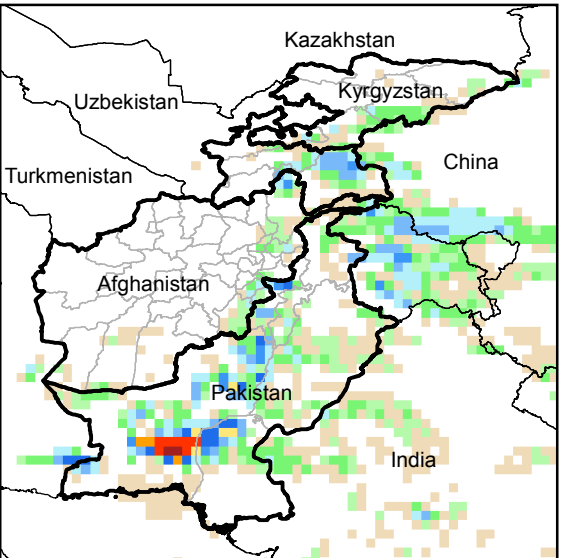 Kazakhstan
Kyrgyzstan
Uzbekistan
China
Turkmenistan
Afghanistan
Pakistan
India